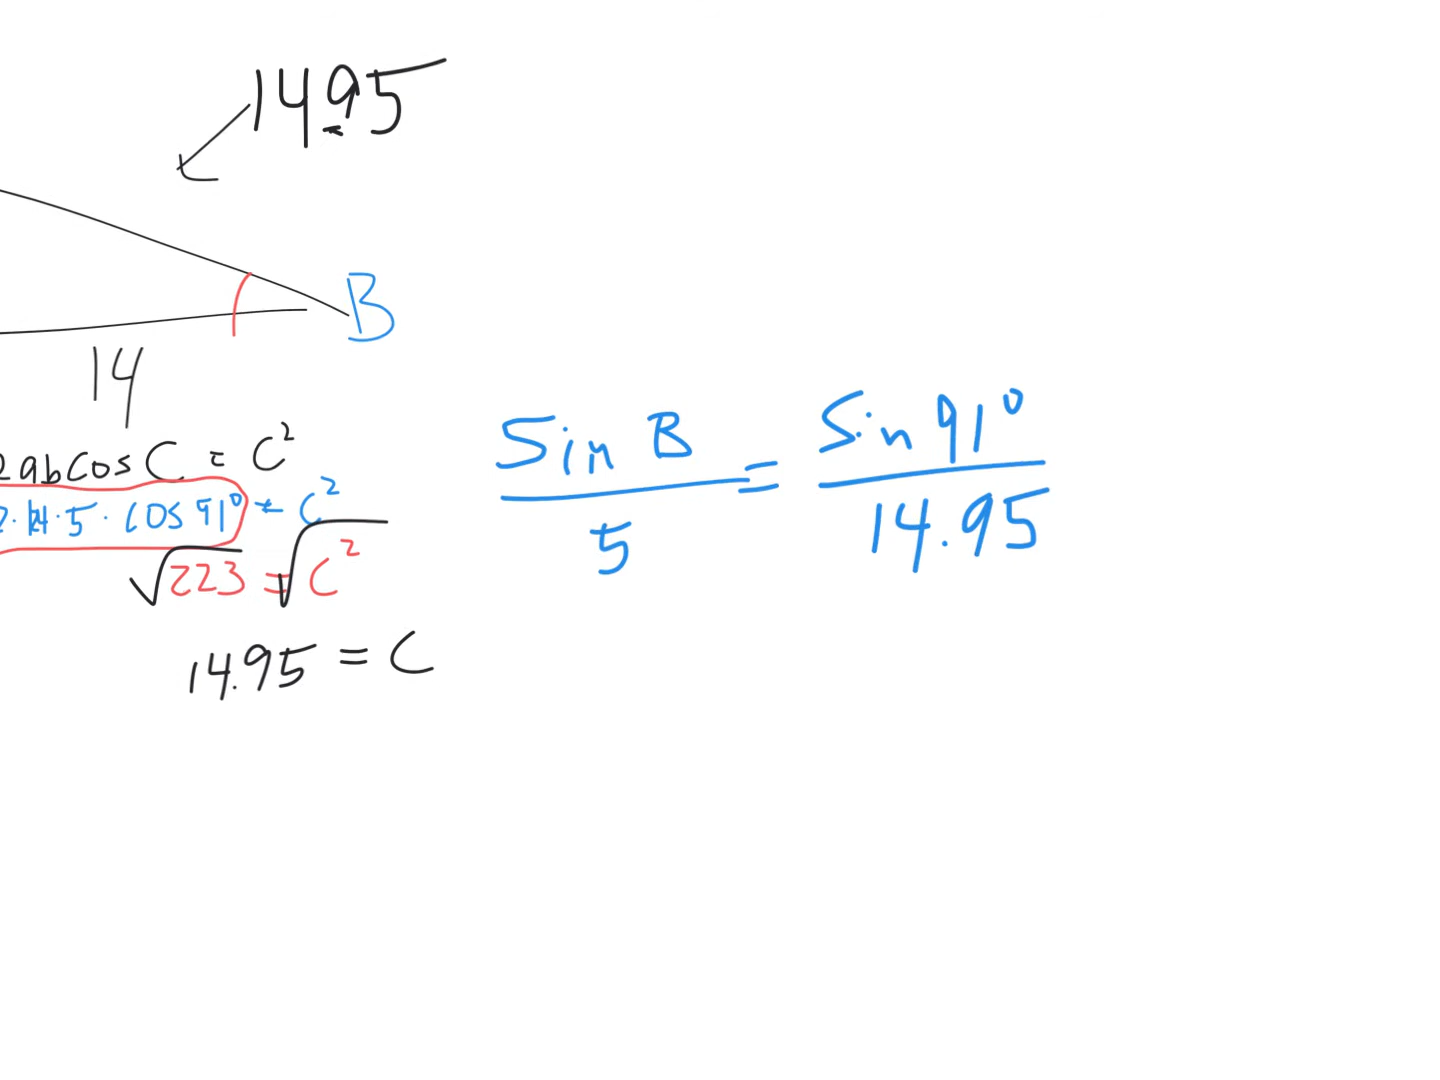 14.95
B
14
2abCosC = C²
2·14·5·cos 91° = C²
√223 = √C²
14.95 = C
Sin B / 5 = Sin 91° / 14.95